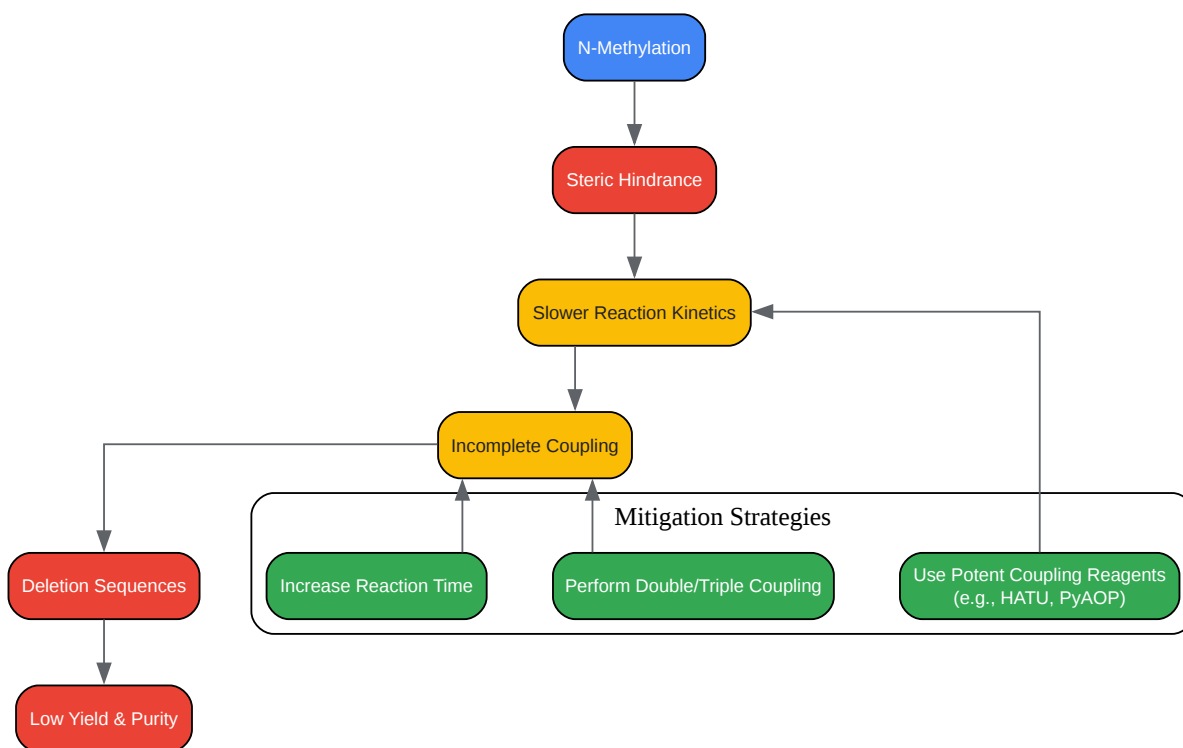 N-Methylation
Steric Hindrance
Slower Reaction Kinetics
Incomplete Coupling
Mitigation Strategies
Deletion Sequences
Increase Reaction Time
Perform Double/Triple Coupling
Use Potent Coupling Reagents
(e.g., HATU, PyAOP)
Low Yield & Purity